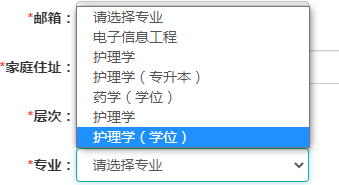 *邮箱：
请选择专业
电子信息工程
护理学
*家庭住址：
护理学（专升本）
药学（学位）
*层次：
护理学
护理学（学位）
*专业：
请选择专业